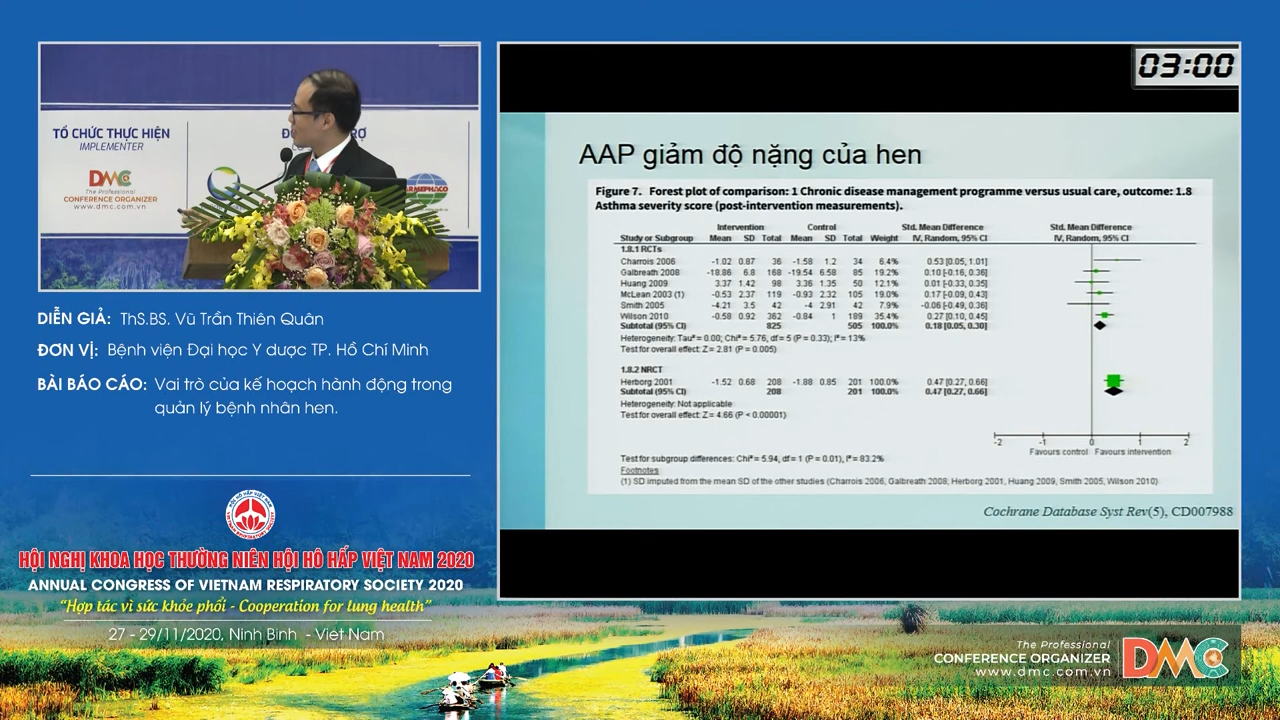 TỔ CHỨC THỰC HIỆN
IMPLEMENTER
DMC
The Professional
CONFERENCE ORGANIZER
www.dmc.com.vn
DIỄN GIẢ: ThS.BS. Vũ Trần Thiên Quân
ĐƠN VỊ: Bệnh viện Đại học Y dược TP. Hồ Chí Minh
BÀI BÁO CÁO: Vai trò của kế hoạch hành động trong
quản lý bệnh nhân hen.
HỘI NGHỊ KHOA HỌC THƯỜNG NIÊN HỘI HÔ HẤP VIỆT NAM 2020
ANNUAL CONGRESS OF VIETNAM RESPIRATORY SOCIETY 2020
“Hợp tác vì sức khỏe phổi - Cooperation for lung health”
27 - 29/11/2020, Ninh Bình - Việt Nam
03:00
AAP giảm độ nặng của hen
Figure 7. Forest plot of comparison: 1 Chronic disease management programme versus usual care, outcome: 1.8
Asthma severity score (post-intervention measurements).
Intervention Control Std. Mean Difference Std. Mean Difference
Study or Subgroup Mean SD Total Mean SD Total Weight IV, Random, 95% CI IV, Random, 95% CI
1.8.1 RCTs
Charrois 2006 -1.02 0.87 36 -1.58 1.2 34 6.4% 0.53 [0.05, 1.01]
Galbreath 2008 -18.86 6.8 168 -19.54 6.58 85 19.2% 0.10 [-0.16, 0.36]
Huang 2009 3.37 1.42 98 3.36 1.35 50 12.1% 0.01 [-0.33, 0.35]
McLean 2003 (1) -0.53 2.37 119 -0.93 2.32 105 19.0% 0.17 [-0.09, 0.43]
Smith 2005 -4.21 3.5 42 -4 2.91 42 7.9% -0.06 [-0.49, 0.36]
Wilson 2010 -0.58 0.92 362 -0.84 1 189 35.4% 0.27 [0.10, 0.45]
Subtotal (95% CI) 825 505 100.0% 0.18 [0.05, 0.30]
Heterogeneity: Tau² = 0.00; Chi² = 5.76, df = 5 (P = 0.33); I² = 13%
Test for overall effect: Z = 2.81 (P = 0.005)
1.8.2 NRCT
Herborg 2001 -1.52 0.68 208 -1.88 0.85 201 100.0% 0.47 [0.27, 0.66]
Subtotal (95% CI) 208 201 100.0% 0.47 [0.27, 0.66]
Heterogeneity: Not applicable
Test for overall effect: Z = 4.66 (P < 0.00001)
-2 -1 0 1 2
Favours control Favours intervention
Test for subgroup differences: Chi² = 5.94, df = 1 (P = 0.01), I² = 83.2%
Footnotes
(1) SD imputed from the mean SD of the other studies (Charrois 2006, Galbreath 2008; Herborg 2001, Huang 2009, Smith 2005, Wilson 2010)
Cochrane Database Syst Rev(5), CD007988
The Professional
CONFERENCE ORGANIZER
www.dmc.com.vn
DMC